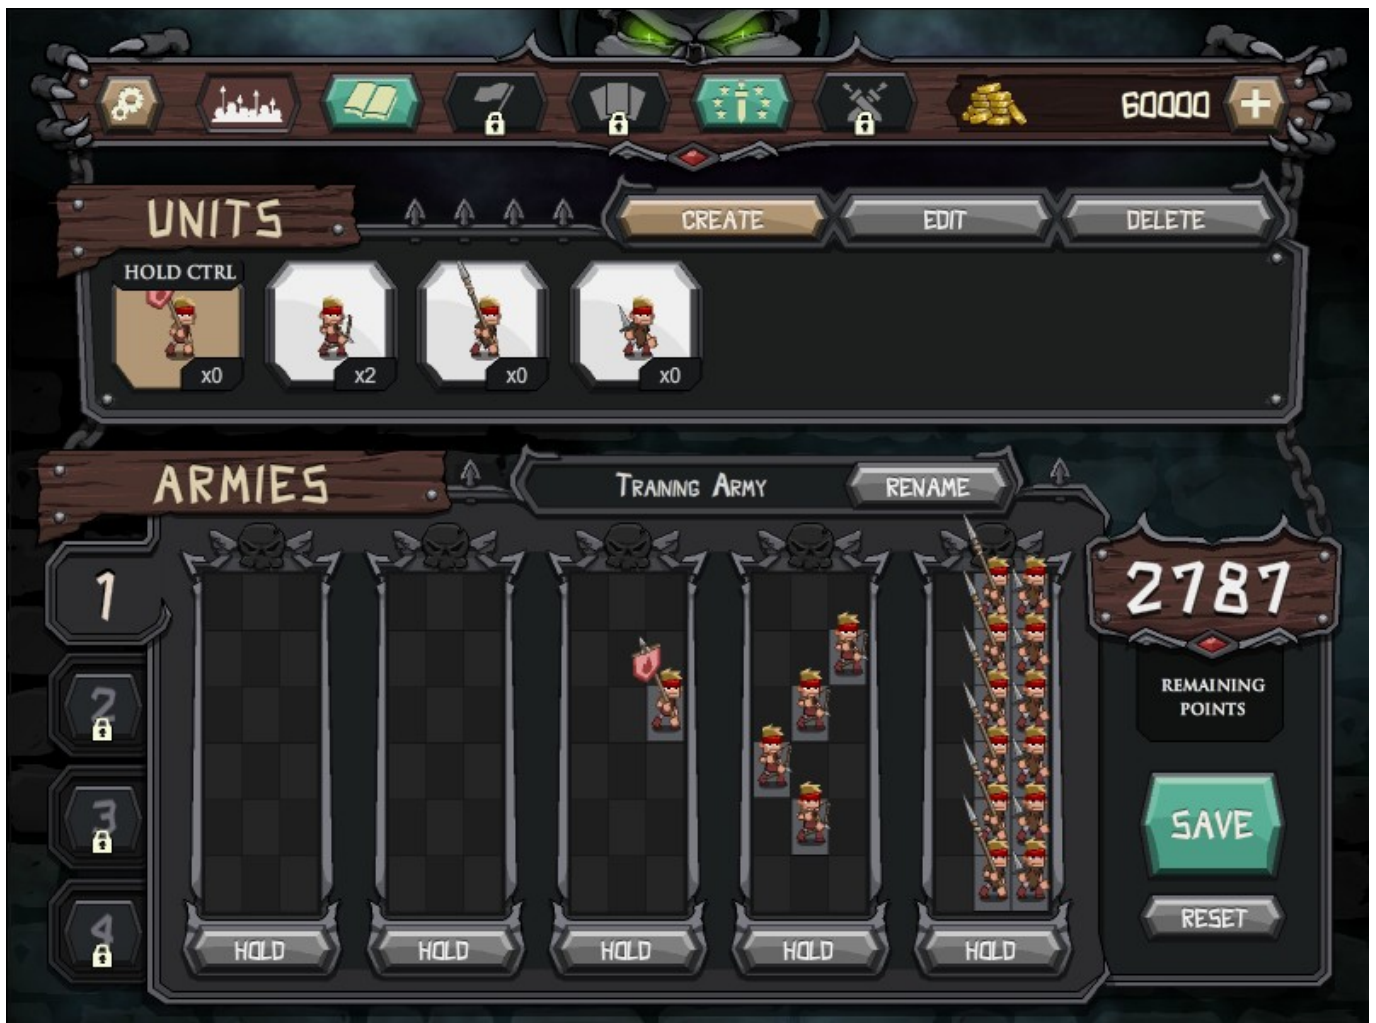 60000
UNITS
CREATE
EDIT
DELETE
HOLD CTRL
x0
x2
x0
x0
ARMIES
TRAINING ARMY
RENAME
1
2
3
4
2787
REMAINING
POINTS
SAVE
RESET
HOLD
HOLD
HOLD
HOLD
HOLD